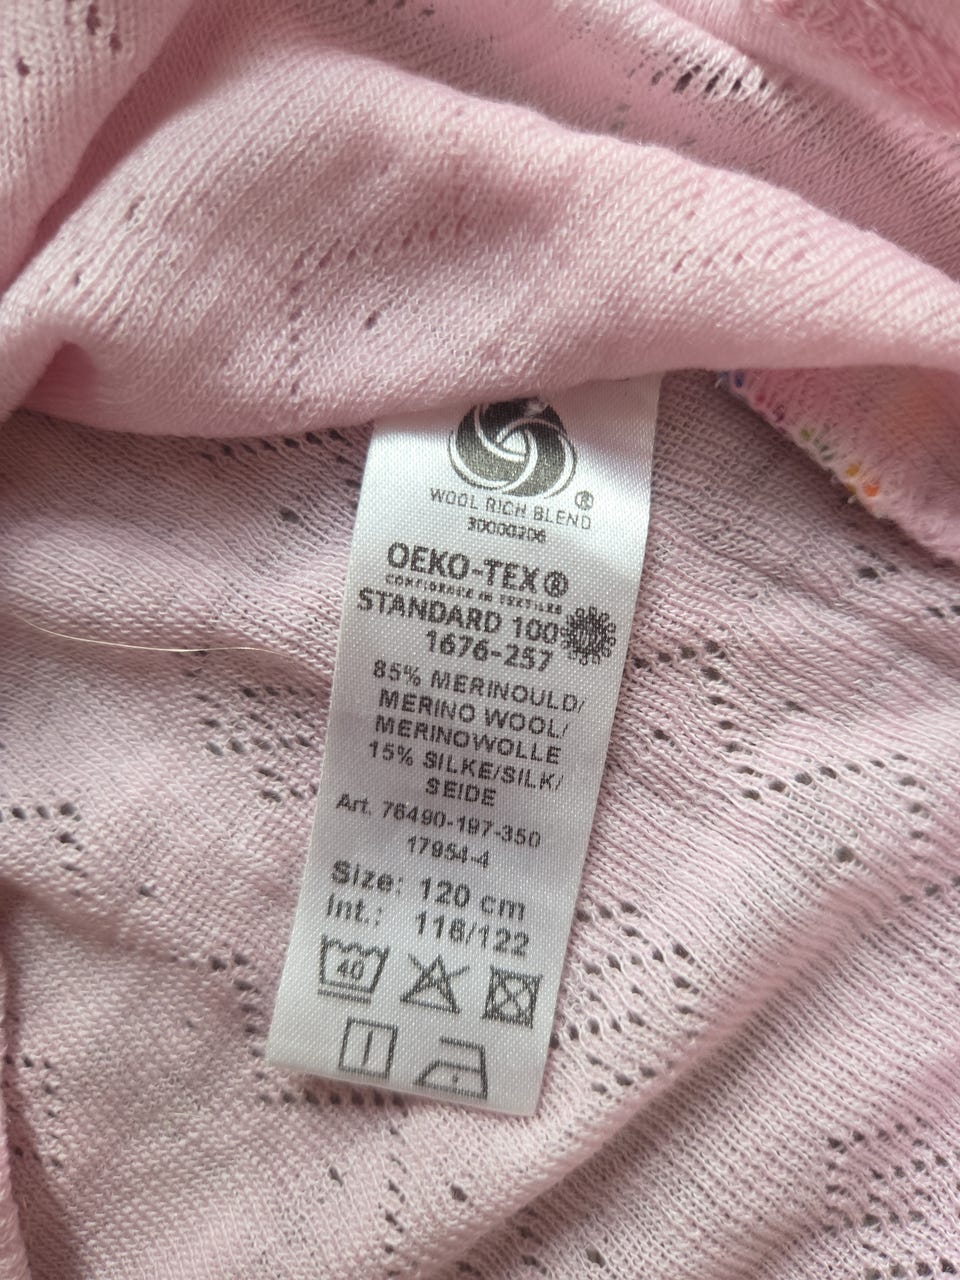 WOOL RICH BLEND ®
30000206
OEKO-TEX®
CONFIDENCE IN TEXTILES
STANDARD 100
1676-257
85% MERINOULD/
MERINO WOOL/
MERINOWOLLE
15% SILKE/SILK/
SEIDE
Art. 76490-197-350
17954-4
Size: 120 cm
Int.: 116/122
40